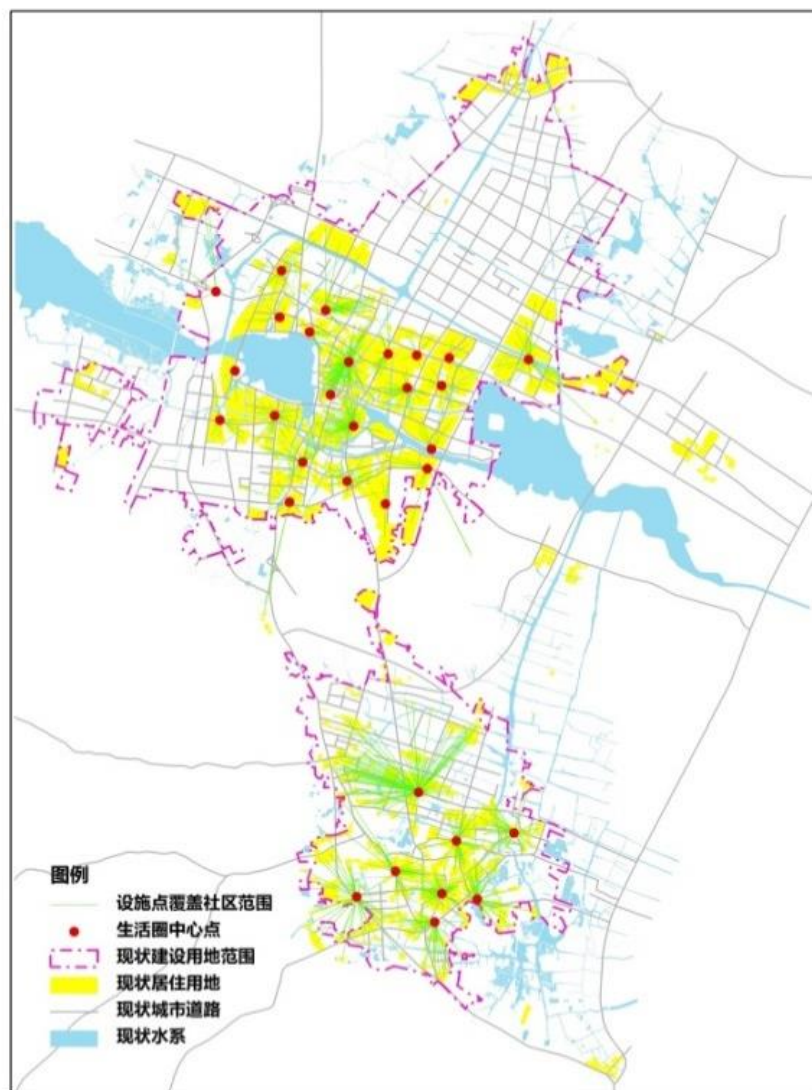 图例
设施点覆盖社区范围
生活圈中心点
现状建设用地范围
现状居住用地
现状城市道路
现状水系